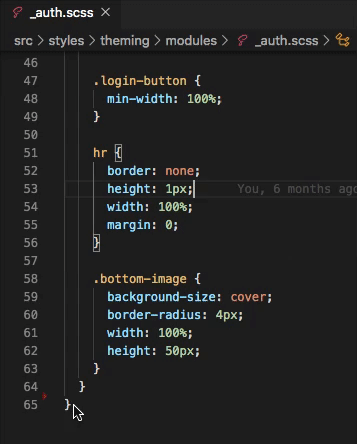 _auth.scss ×
src > styles > theming > modules > _auth.scss >
46
47 .login-button {
48 min-width: 100%;
49 }
50
51 hr {
52 border: none;
53 height: 1px; You, 6 months ago
54 width: 100%;
55 margin: 0;
56 }
57
58 .bottom-image {
59 background-size: cover;
60 border-radius: 4px;
61 width: 100%;
62 height: 50px;
63 }
64 }
65 }